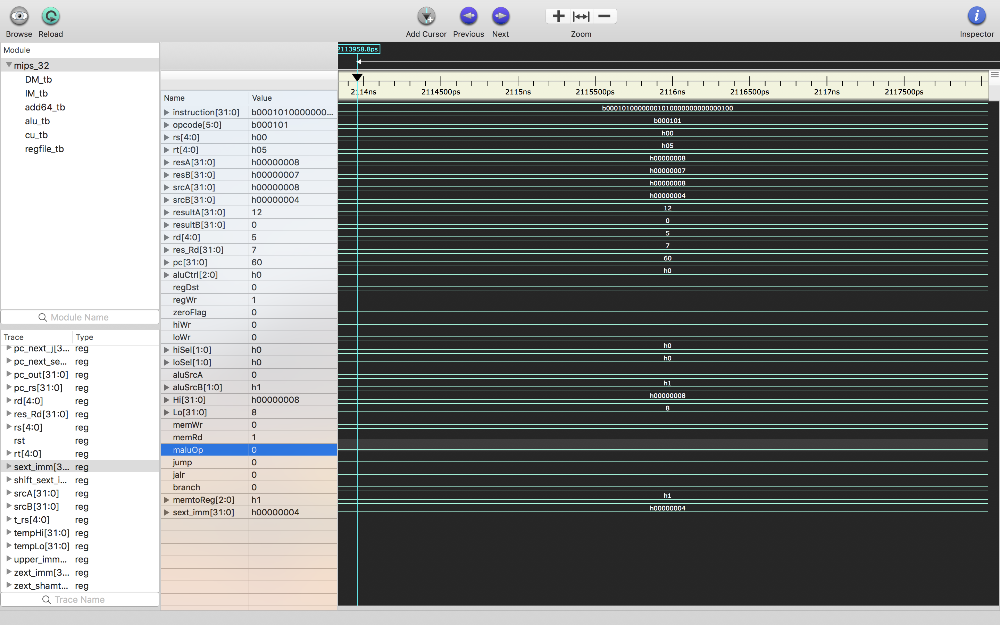 Browse Reload Add Cursor Previous Next Zoom Inspector
Module
mips_32
DM_tb
IM_tb
add64_tb
alu_tb
cu_tb
regfile_tb
Module Name
Trace Type
pc_next_j[3... reg
pc_next_se... reg
pc_out[31:0] reg
pc_rs[31:0] reg
rd[4:0] reg
res_Rd[31:0] reg
rs[4:0] reg
rst reg
rt[4:0] reg
sext_imm[3... reg
shift_sext_i... reg
srcA[31:0] reg
srcB[31:0] reg
t_rs[4:0] reg
tempHi[31:0] reg
tempLo[31:0] reg
upper_imm... reg
zext_imm[3... reg
zext_shamt... reg
Trace Name
Name Value
instruction[31:0] b0001010000000...
opcode[5:0] b000101
rs[4:0] h00
rt[4:0] h05
resA[31:0] h00000008
resB[31:0] h00000007
srcA[31:0] h00000008
srcB[31:0] h00000004
resultA[31:0] 12
resultB[31:0] 0
rd[4:0] 5
res_Rd[31:0] 7
pc[31:0] 60
aluCtrl[2:0] h0
regDst 0
regWr 1
zeroFlag 0
hiWr 0
loWr 0
hiSel[1:0] h0
loSel[1:0] h0
aluSrcA 0
aluSrcB[1:0] h1
Hi[31:0] h00000008
Lo[31:0] 8
memWr 0
memRd 1
maluOp 0
jump 0
jalr 0
branch 0
memtoReg[2:0] h1
sext_imm[31:0] h00000004
2113958.8ps
2114ns 2114500ps 2115ns 2115500ps 2116ns 2116500ps 2117ns 2117500ps
b00010100000001010000000000000100
b000101
h00
h05
h00000008
h00000007
h00000008
h00000004
12
0
5
7
60
h0
h0
h0
h1
h00000008
8
h1
h00000004